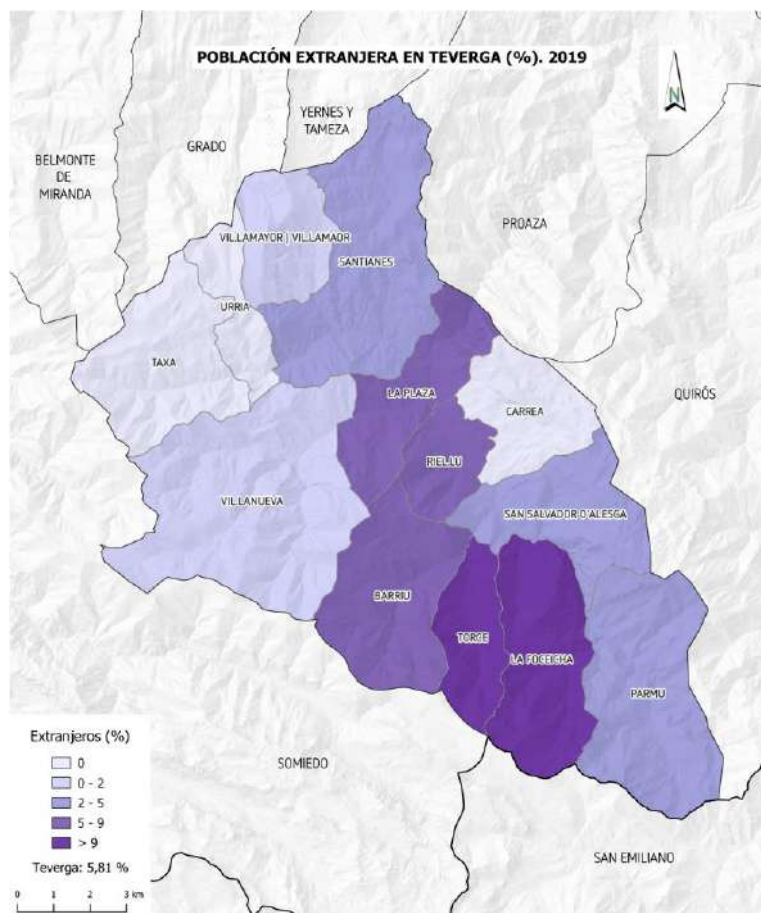 POBLACIÓN EXTRANJERA EN TEVERGA (%). 2019
N
YERNES Y
TAMEZA
GRADO
BELMONTE
DE
MIRANDA
PROAZA
VILLAMAYOR | VILLAMAOR
SANTIANES
URRIA
TAXA
LA PLAZA
QUIRÓS
CARREA
RIELLU
VILLANUEVA
SAN SALVADOR D'ALESGA
BARRIU
TORCE
LA FOCEICHA
PARMU
SOMIEDO
SAN EMILIANO
Extranjeros (%)
0
0 - 2
2 - 5
5 - 9
> 9
Teverga: 5,81 %
0 1 2 3 km